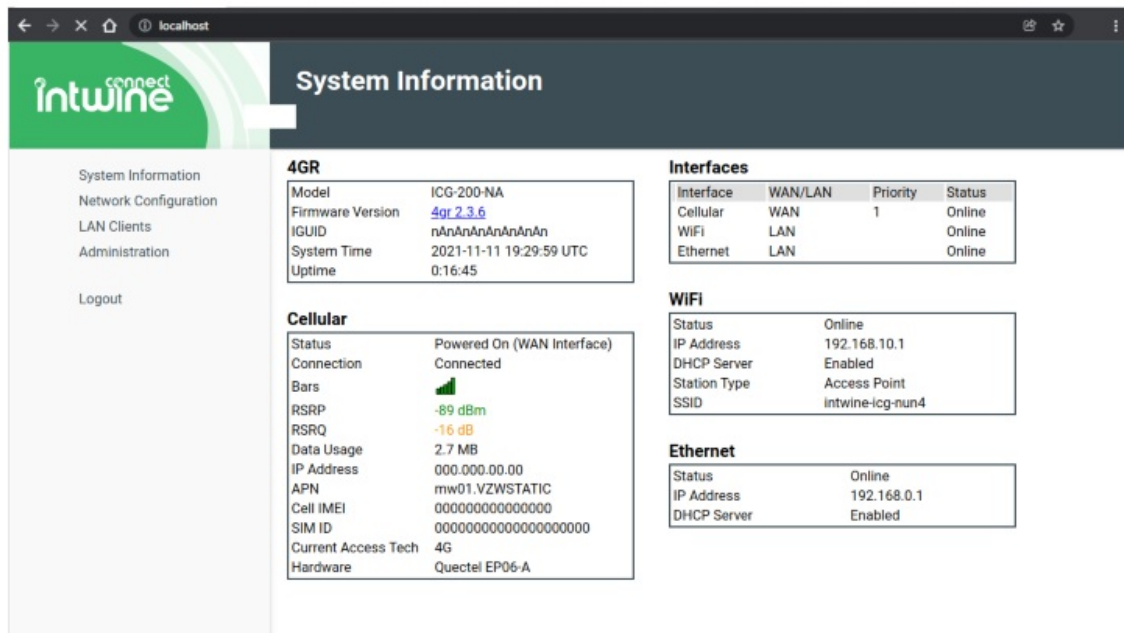 localhost
connect
intwine
System Information
System Information
Network Configuration
LAN Clients
Administration
Logout
4GR
Model ICG-200-NA
Firmware Version 4gr 2.3.6
IGUID nAnAnAnAnAnAnAn
System Time 2021-11-11 19:29:59 UTC
Uptime 0:16:45
Cellular
Status Powered On (WAN Interface)
Connection Connected
Bars
RSRP -89 dBm
RSRQ -16 dB
Data Usage 2.7 MB
IP Address 000.000.00.00
APN mw01.VZWSTATIC
Cell IMEI 000000000000000
SIM ID 00000000000000000000
Current Access Tech 4G
Hardware Quectel EP06-A
Interfaces
Interface WAN/LAN Priority Status
Cellular WAN 1 Online
WiFi LAN Online
Ethernet LAN Online
WiFi
Status Online
IP Address 192.168.10.1
DHCP Server Enabled
Station Type Access Point
SSID intwine-icg-nun4
Ethernet
Status Online
IP Address 192.168.0.1
DHCP Server Enabled